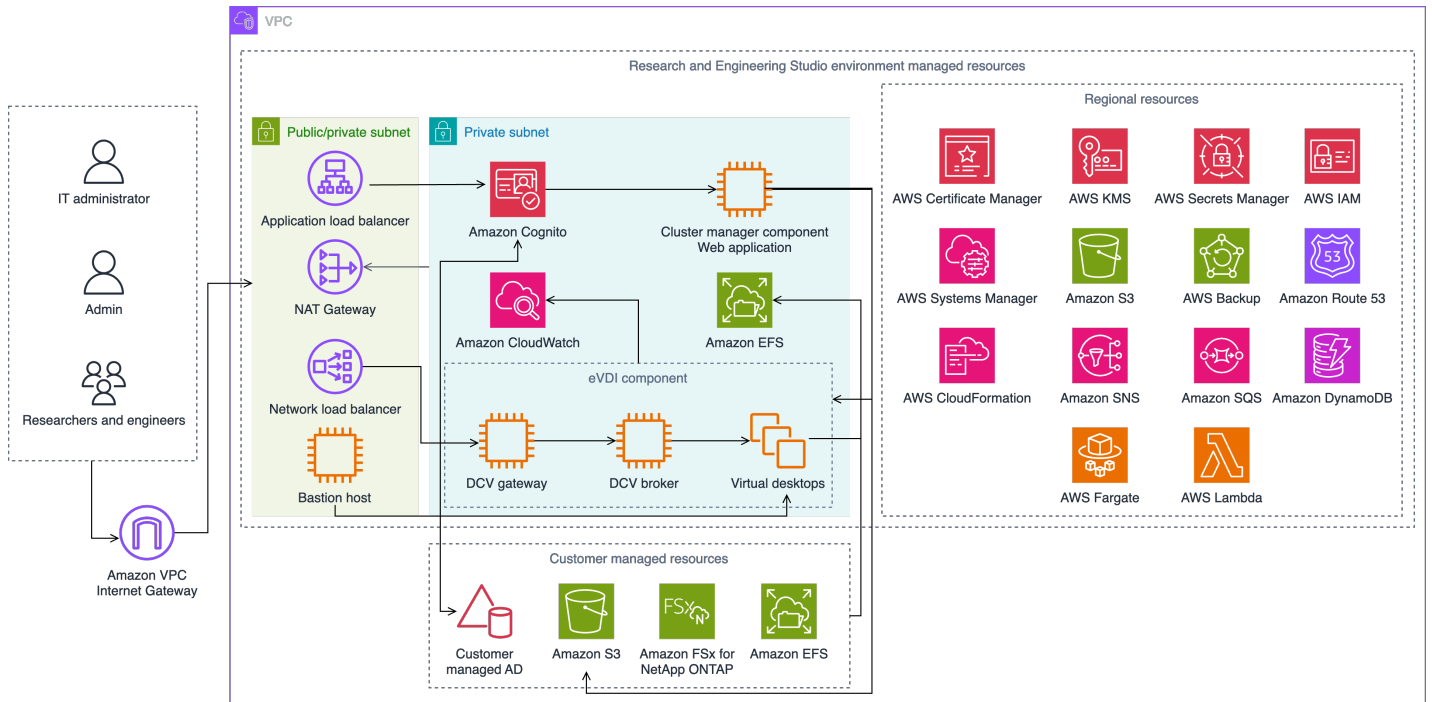 VPC
Research and Engineering Studio environment managed resources
IT administrator
Admin
Researchers and engineers
Amazon VPC
Internet Gateway
Public/private subnet
Application load balancer
NAT Gateway
Network load balancer
Bastion host
Private subnet
Amazon Cognito
Cluster manager component
Web application
Amazon CloudWatch
Amazon EFS
eVDI component
DCV gateway
DCV broker
Virtual desktops
Regional resources
AWS Certificate Manager
AWS KMS
AWS Secrets Manager
AWS IAM
AWS Systems Manager
Amazon S3
AWS Backup
53
Amazon Route 53
AWS CloudFormation
Amazon SNS
Amazon SQS
Amazon DynamoDB
AWS Fargate
AWS Lambda
Customer managed resources
Customer
managed AD
Amazon S3
FSx
N
Amazon FSx for
NetApp ONTAP
Amazon EFS